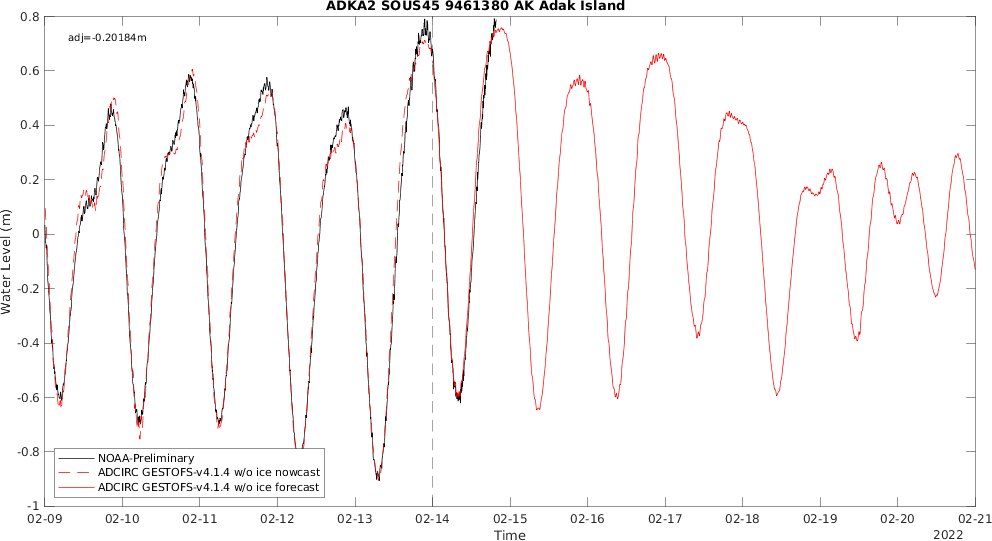 ADKA2 SOUS45 9461380 AK Adak Island
adj=-0.20184m
0.8
0.6
0.4
0.2
0
-0.2
-0.4
-0.6
-0.8
-1
Water Level (m)
NOAA-Preliminary
ADCIRC GESTOFS-v4.1.4 w/o ice nowcast
ADCIRC GESTOFS-v4.1.4 w/o ice forecast
02-09 02-10 02-11 02-12 02-13 02-14 02-15 02-16 02-17 02-18 02-19 02-20 02-21
Time
2022